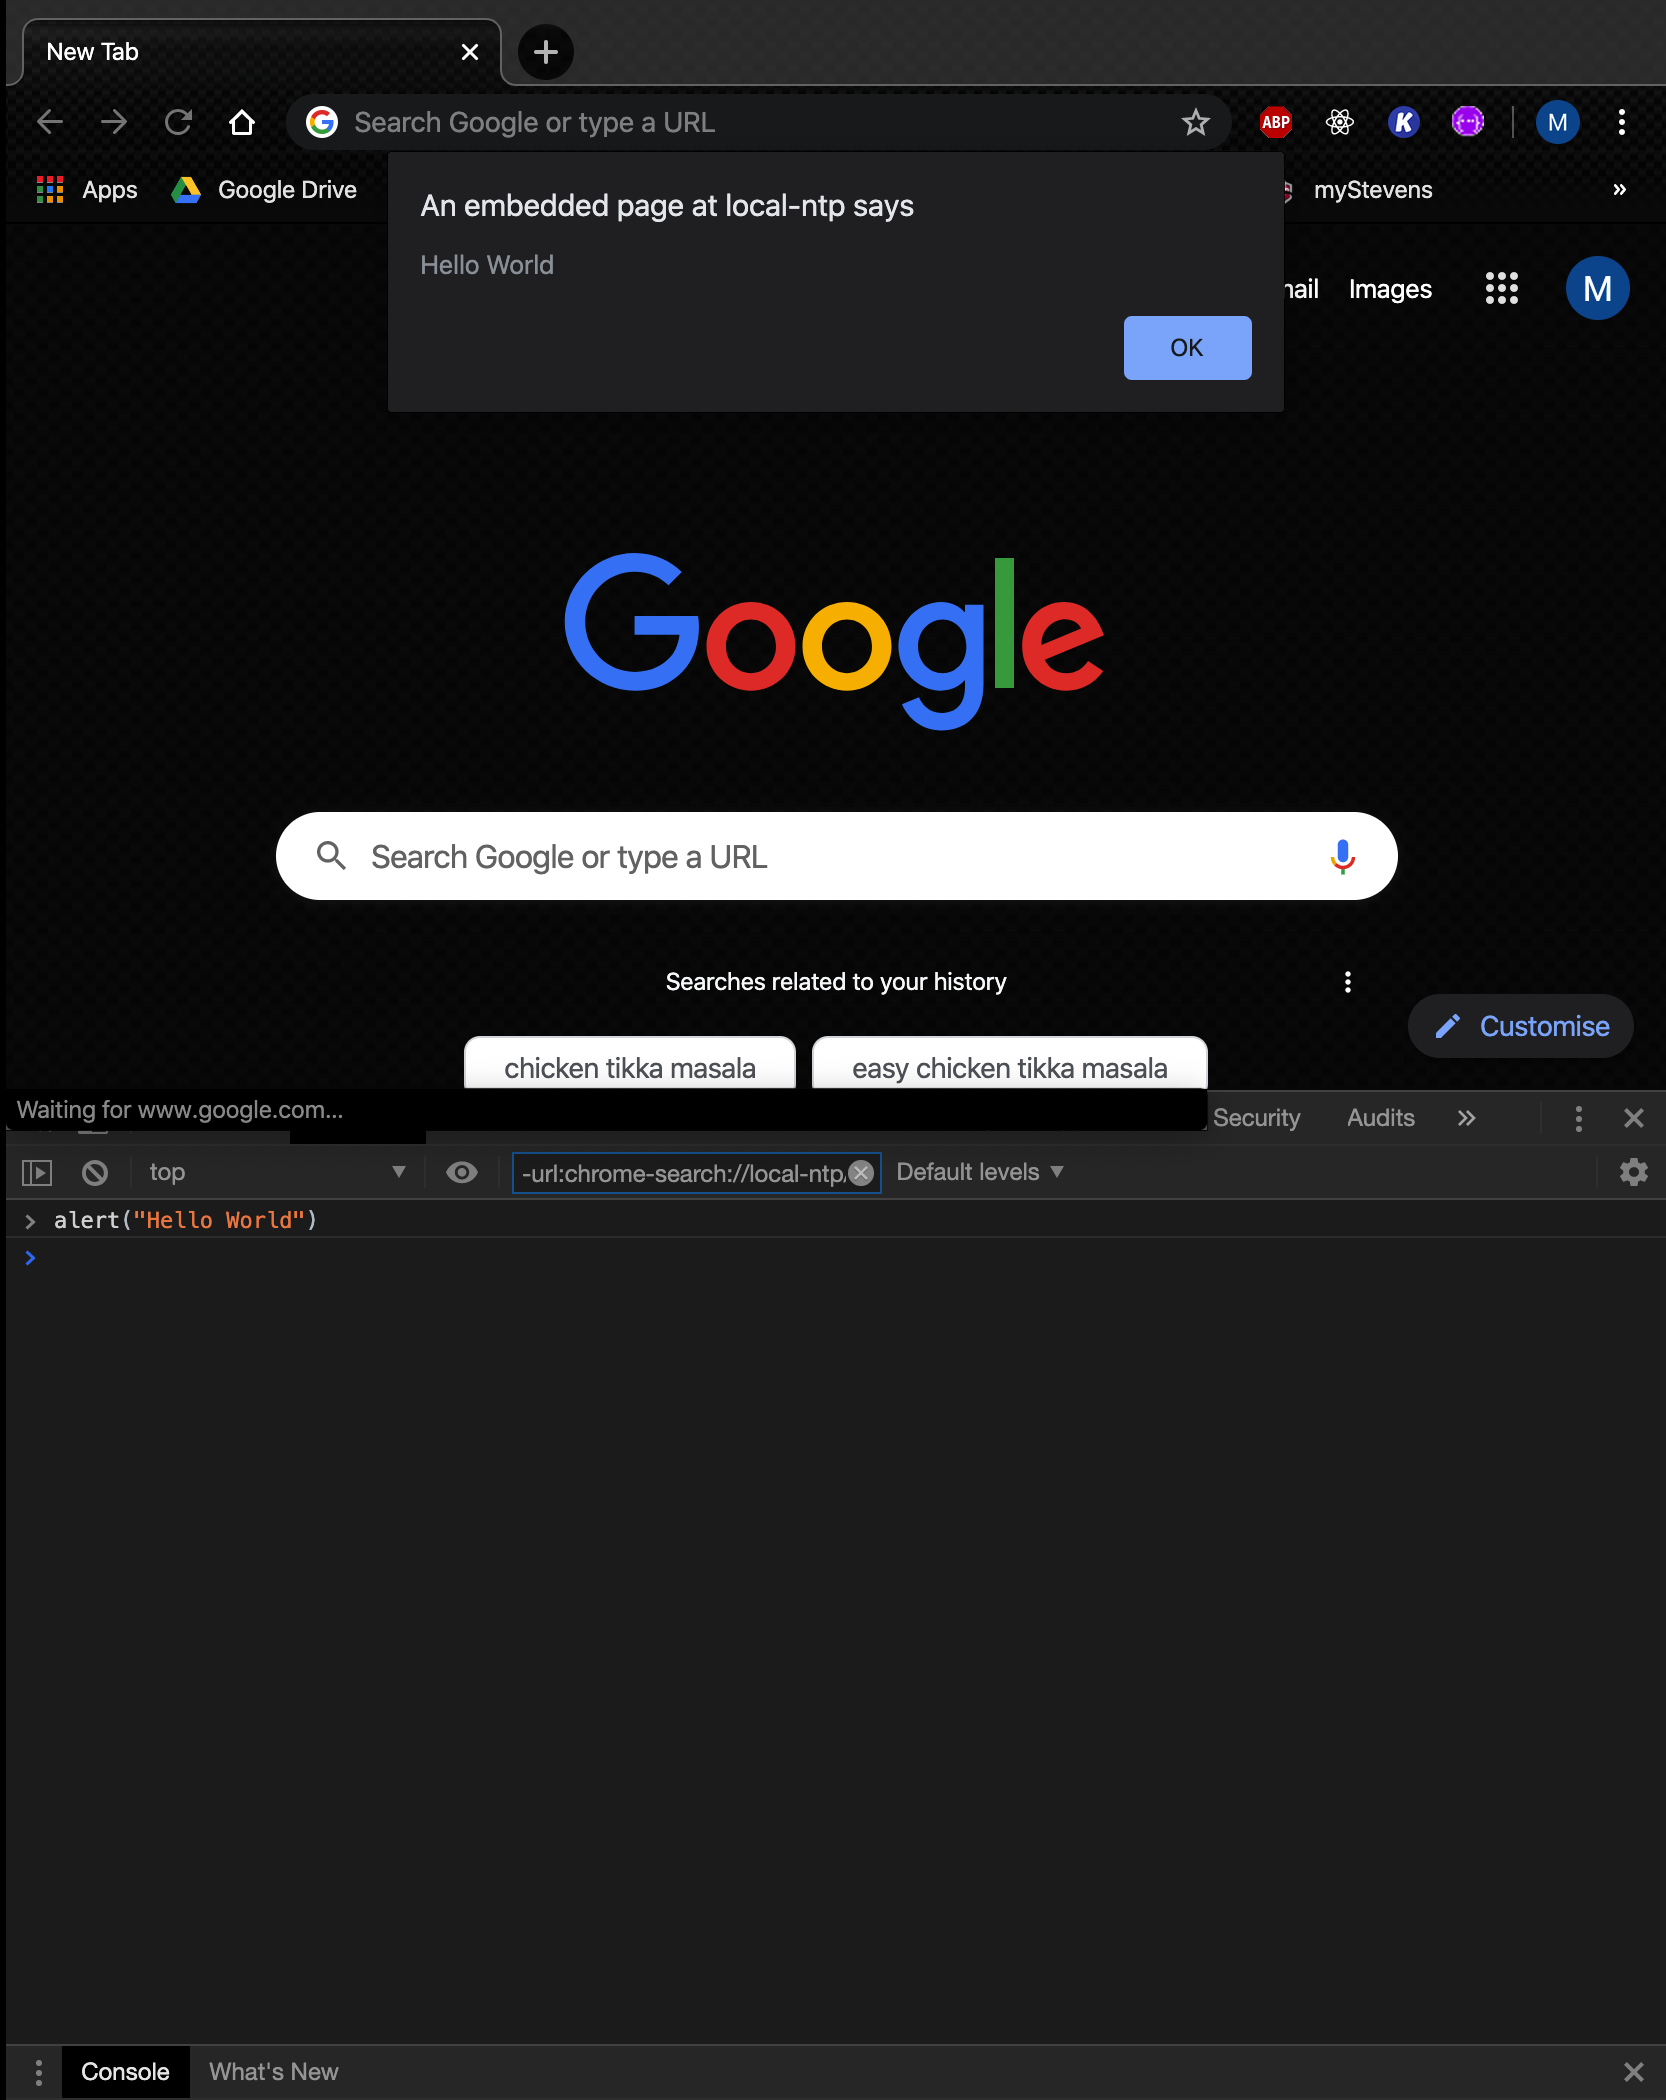 New Tab
Search Google or type a URL
ABP
K
M
Apps
Google Drive
myStevens
»
An embedded page at local-ntp says
Hello World
OK
Images
M
Google
Search Google or type a URL
Searches related to your history
Customise
chicken tikka masala
easy chicken tikka masala
Waiting for www.google.com...
Security
Audits
top
-url:chrome-search://local-ntp/
Default levels
> alert("Hello World")
>
Console
What's New